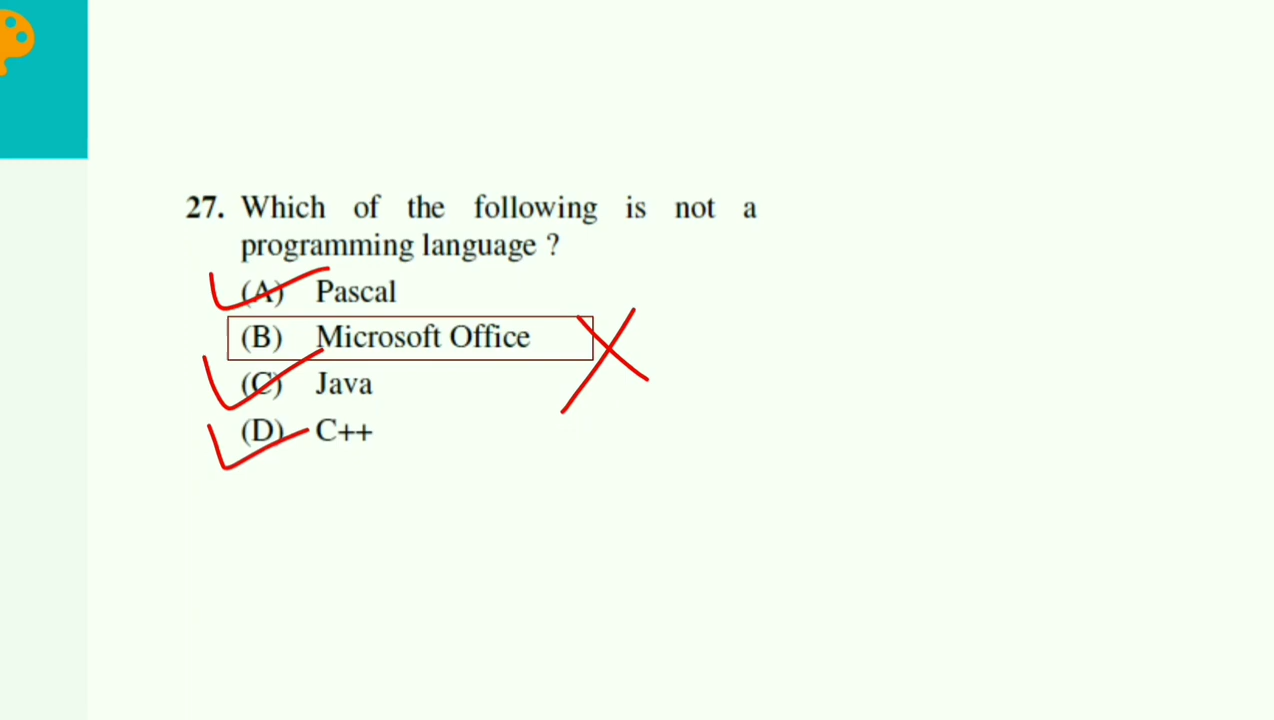 27. Which of the following is not a
programming language ?
(A) Pascal
(B) Microsoft Office
(C) Java
(D) C++